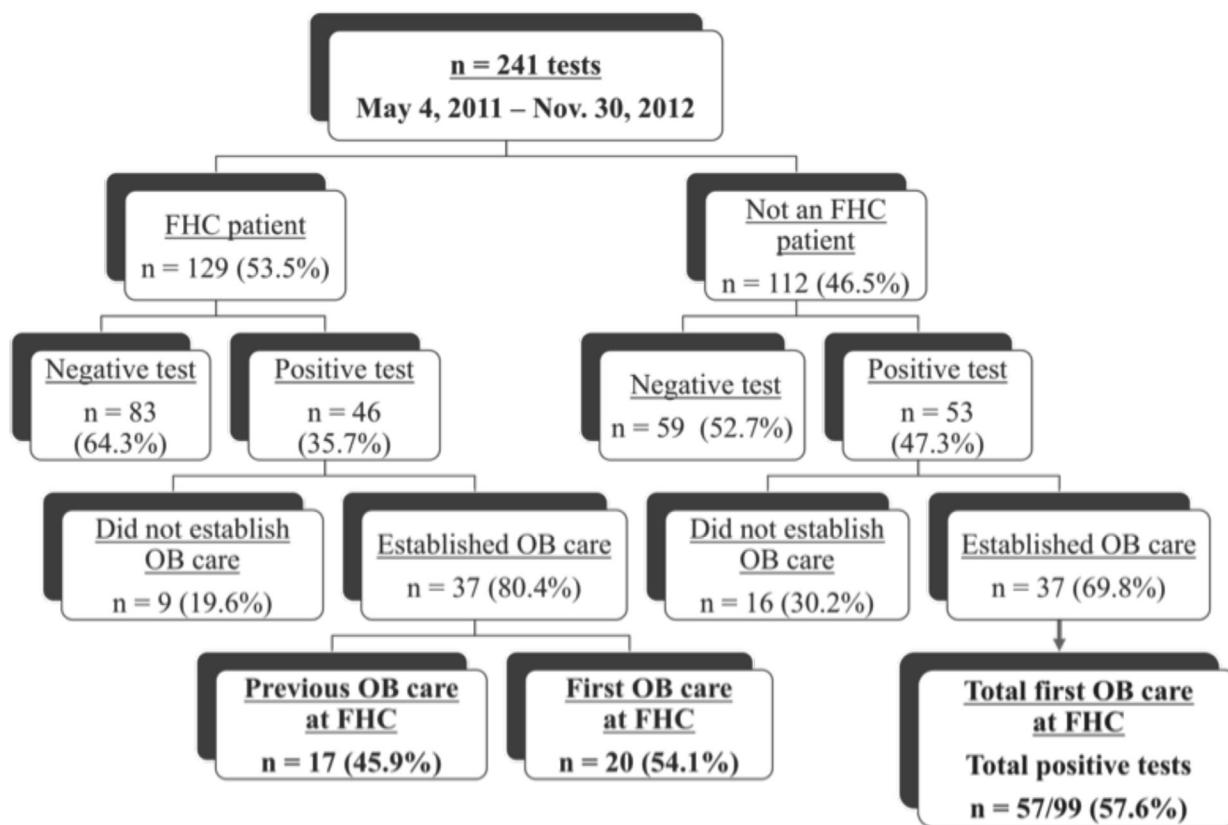 n = 241 tests
May 4, 2011 – Nov. 30, 2012
FHC patient
n = 129 (53.5%)
Not an FHC
patient
n = 112 (46.5%)
Negative test
n = 83
(64.3%)
Positive test
n = 46
(35.7%)
Negative test
n = 59 (52.7%)
Positive test
n = 53
(47.3%)
Did not establish
OB care
n = 9 (19.6%)
Established OB care
n = 37 (80.4%)
Did not establish
OB care
n = 16 (30.2%)
Established OB care
n = 37 (69.8%)
Previous OB care
at FHC
n = 17 (45.9%)
First OB care
at FHC
n = 20 (54.1%)
Total first OB care
at FHC
Total positive tests
n = 57/99 (57.6%)